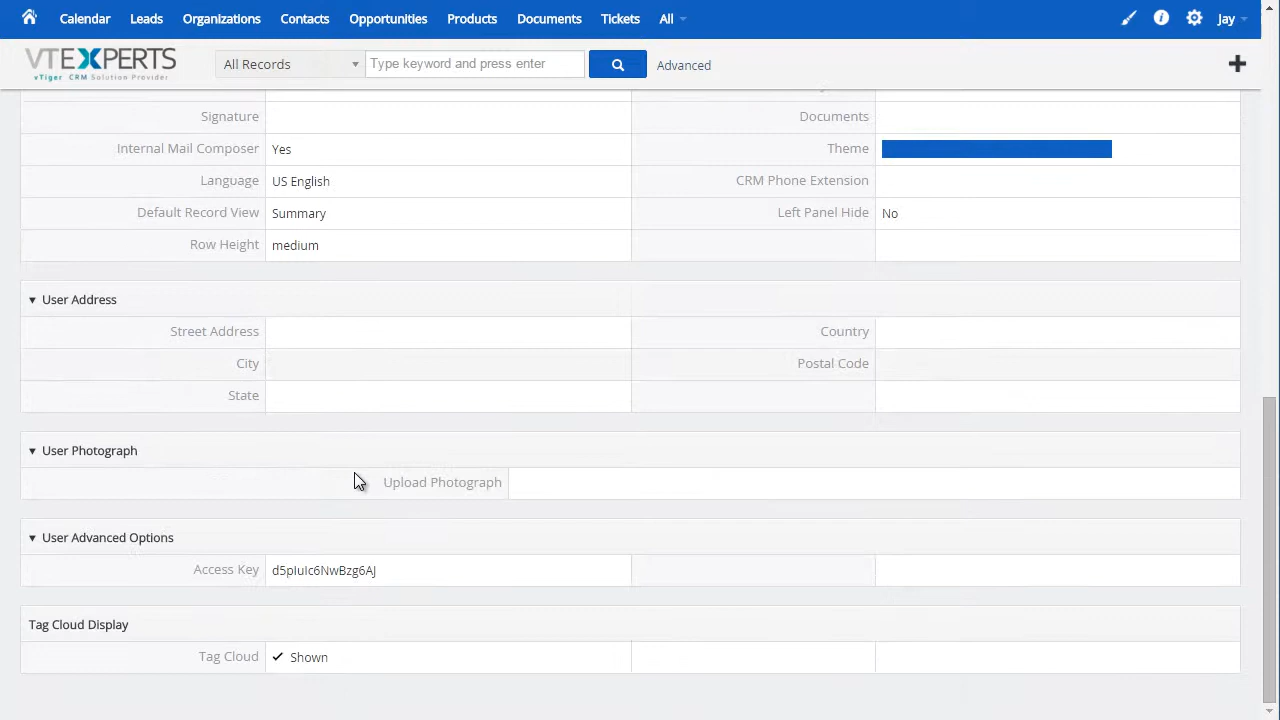 Calendar Leads Organizations Contacts Opportunities Products Documents Tickets All Jay
VTEXPERTS
vTiger CRM Solution Provider
All Records Type keyword and press enter Advanced
Signature Documents
Internal Mail Composer Yes Theme
Language US English CRM Phone Extension
Default Record View Summary Left Panel Hide No
Row Height medium
User Address
Street Address Country
City Postal Code
State
User Photograph
Upload Photograph
User Advanced Options
Access Key
Tag Cloud Display
Tag Cloud Shown